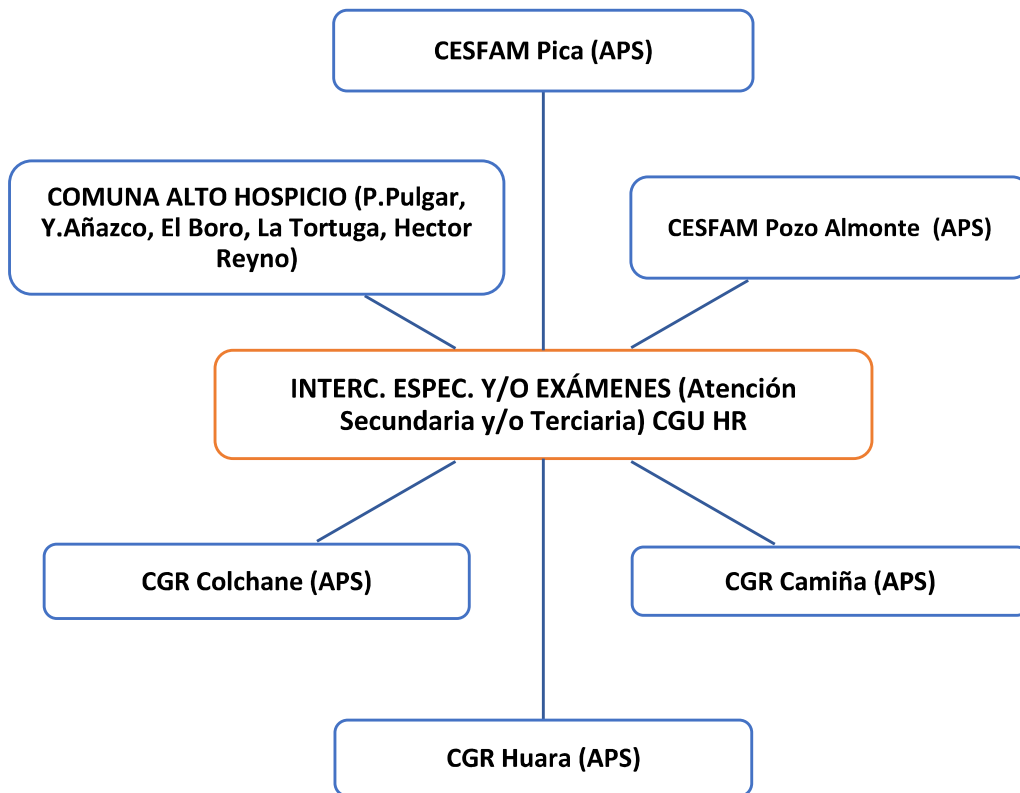 CESFAM Pica (APS)
COMUNA ALTO HOSPICIO (P.Pulgar,
Y.Añazco, El Boro, La Tortuga, Hector
Reyno)
CESFAM Pozo Almonte  (APS)
INTERC. ESPEC. Y/O EXÁMENES (Atención
Secundaria y/o Terciaria) CGU HR
CGR Colchane (APS)
CGR Camiña (APS)
CGR Huara (APS)